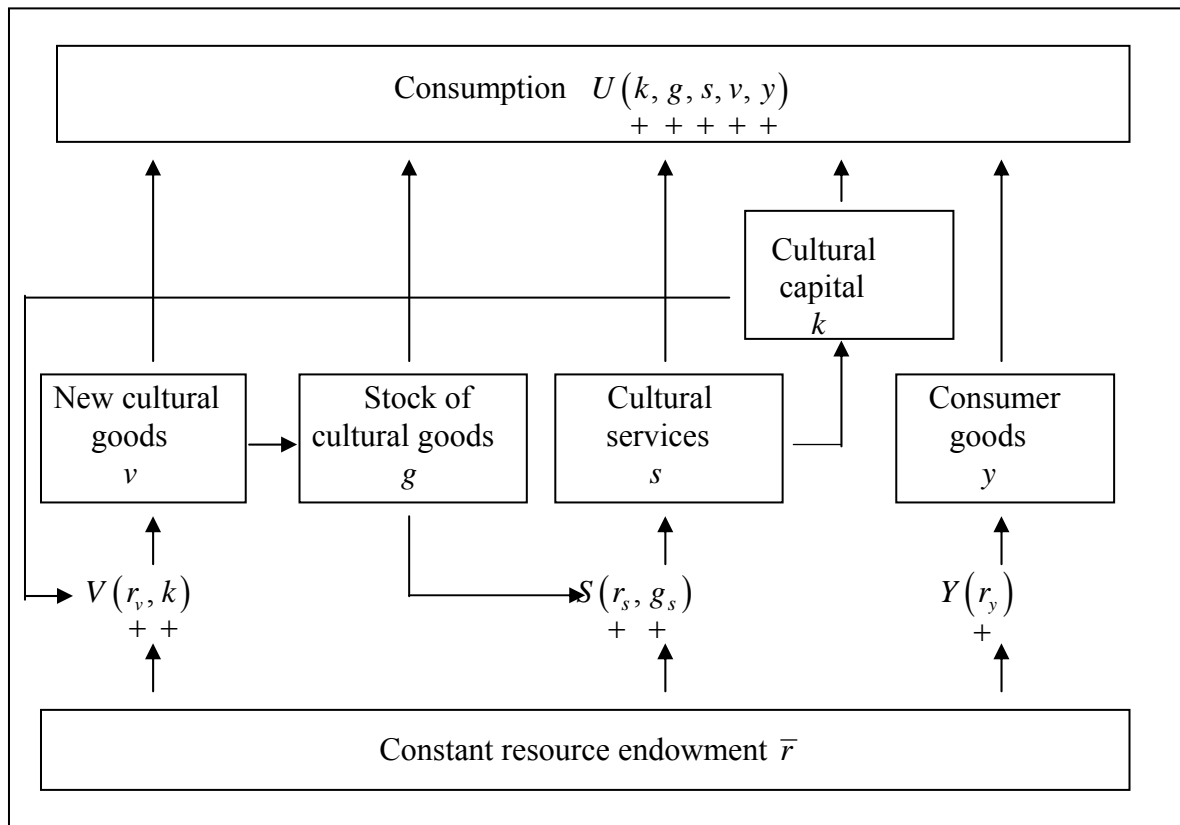 Consumption U(k, g, s, v, y)
+ + + + +
Cultural
capital
k
New cultural
goods
v
Stock of
cultural goods
g
Cultural
services
s
Consumer
goods
y
V(r_v, k)
+ +
S(r_s, g_s)
+ +
Y(r_y)
+
Constant resource endowment r̄